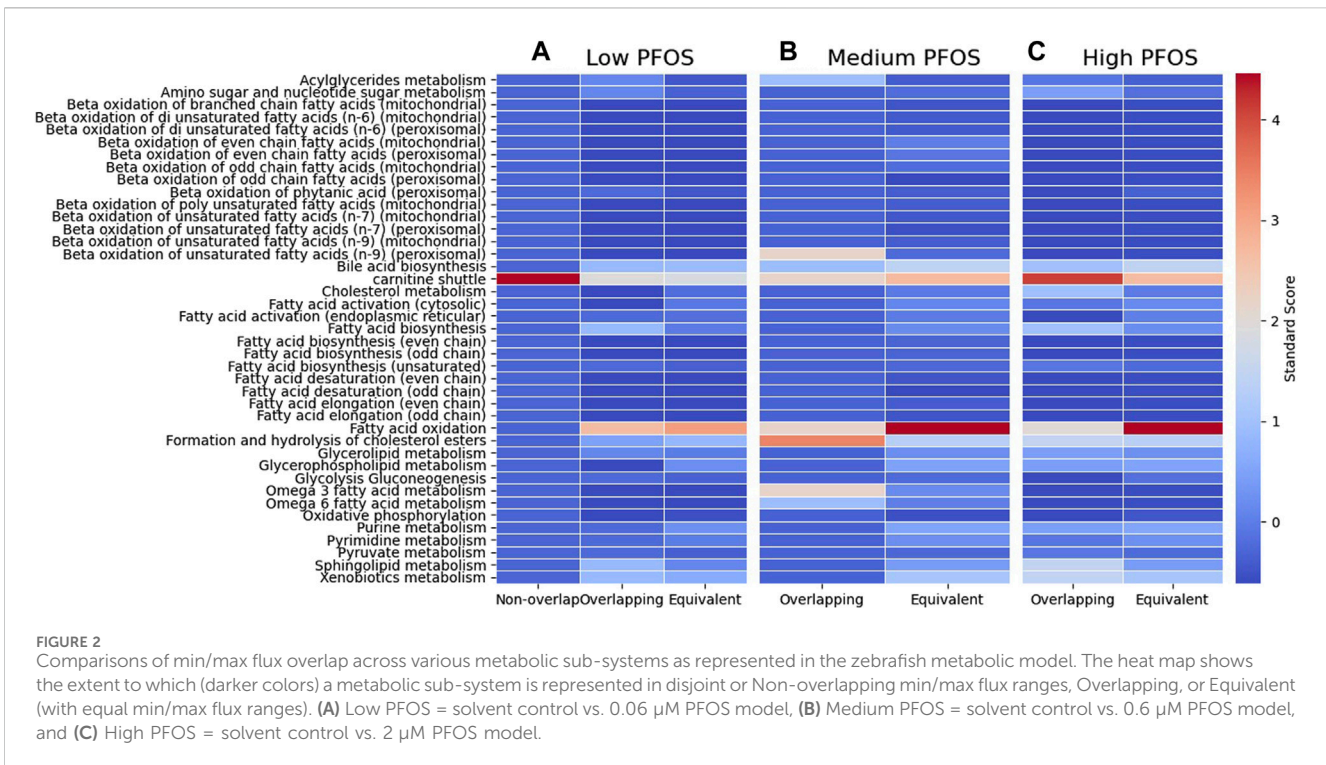 A Low PFOS B Medium PFOS C High PFOS
Acylglycerides metabolism
Amino sugar and nucleotide sugar metabolism
Beta oxidation of branched chain fatty acids (mitochondrial)
Beta oxidation of di unsaturated fatty acids (n-6) (mitochondrial)
Beta oxidation of di unsaturated fatty acids (n-6) (peroxisomal)
Beta oxidation of even chain fatty acids (mitochondrial)
Beta oxidation of even chain fatty acids (peroxisomal)
Beta oxidation of odd chain fatty acids (mitochondrial)
Beta oxidation of odd chain fatty acids (peroxisomal)
Beta oxidation of phytanic acid (peroxisomal)
Beta oxidation of poly unsaturated fatty acids (mitochondrial)
Beta oxidation of unsaturated fatty acids (n-7) (mitochondrial)
Beta oxidation of unsaturated fatty acids (n-7) (peroxisomal)
Beta oxidation of unsaturated fatty acids (n-9) (mitochondrial)
Beta oxidation of unsaturated fatty acids (n-9) (peroxisomal)
Bile acid biosynthesis
carnitine shuttle
Cholesterol metabolism
Fatty acid activation (cytosolic)
Fatty acid activation (endoplasmic reticular)
Fatty acid biosynthesis
Fatty acid biosynthesis (even chain)
Fatty acid biosynthesis (odd chain)
Fatty acid biosynthesis (unsaturated)
Fatty acid desaturation (even chain)
Fatty acid desaturation (odd chain)
Fatty acid elongation (even chain)
Fatty acid elongation (odd chain)
Fatty acid oxidation
Formation and hydrolysis of cholesterol esters
Glycerolipid metabolism
Glycerophospholipid metabolism
Glycolysis Gluconeogenesis
Omega 3 fatty acid metabolism
Omega 6 fatty acid metabolism
Oxidative phosphorylation
Purine metabolism
Pyrimidine metabolism
Pyruvate metabolism
Sphingolipid metabolism
Xenobiotics metabolism
Non-overlap Overlapping Equivalent Overlapping Equivalent Overlapping Equivalent
4
3
2
1
0
Standard Score
FIGURE 2
Comparisons of min/max flux overlap across various metabolic sub-systems as represented in the zebrafish metabolic model. The heat map shows
the extent to which (darker colors) a metabolic sub-system is represented in disjoint or Non-overlapping min/max flux ranges, Overlapping, or Equivalent
(with equal min/max flux ranges). (A) Low PFOS = solvent control vs. 0.06 µM PFOS model, (B) Medium PFOS = solvent control vs. 0.6 µM PFOS model,
and (C) High PFOS = solvent control vs. 2 µM PFOS model.